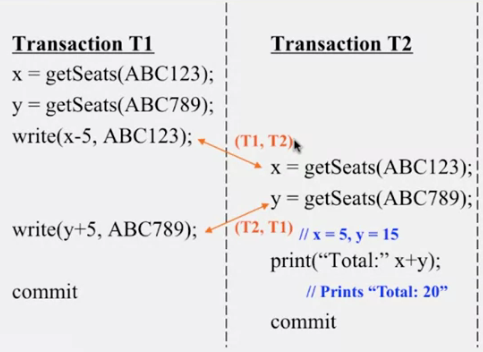 Transaction T1
x = getSeats(ABC123);
y = getSeats(ABC789);
write(x-5, ABC123);
write(y+5, ABC789);
commit
(T1, T2)
(T2, T1)
Transaction T2
x = getSeats(ABC123);
y = getSeats(ABC789);
// x = 5, y = 15
print(“Total:” x+y);
// Prints “Total: 20”
commit